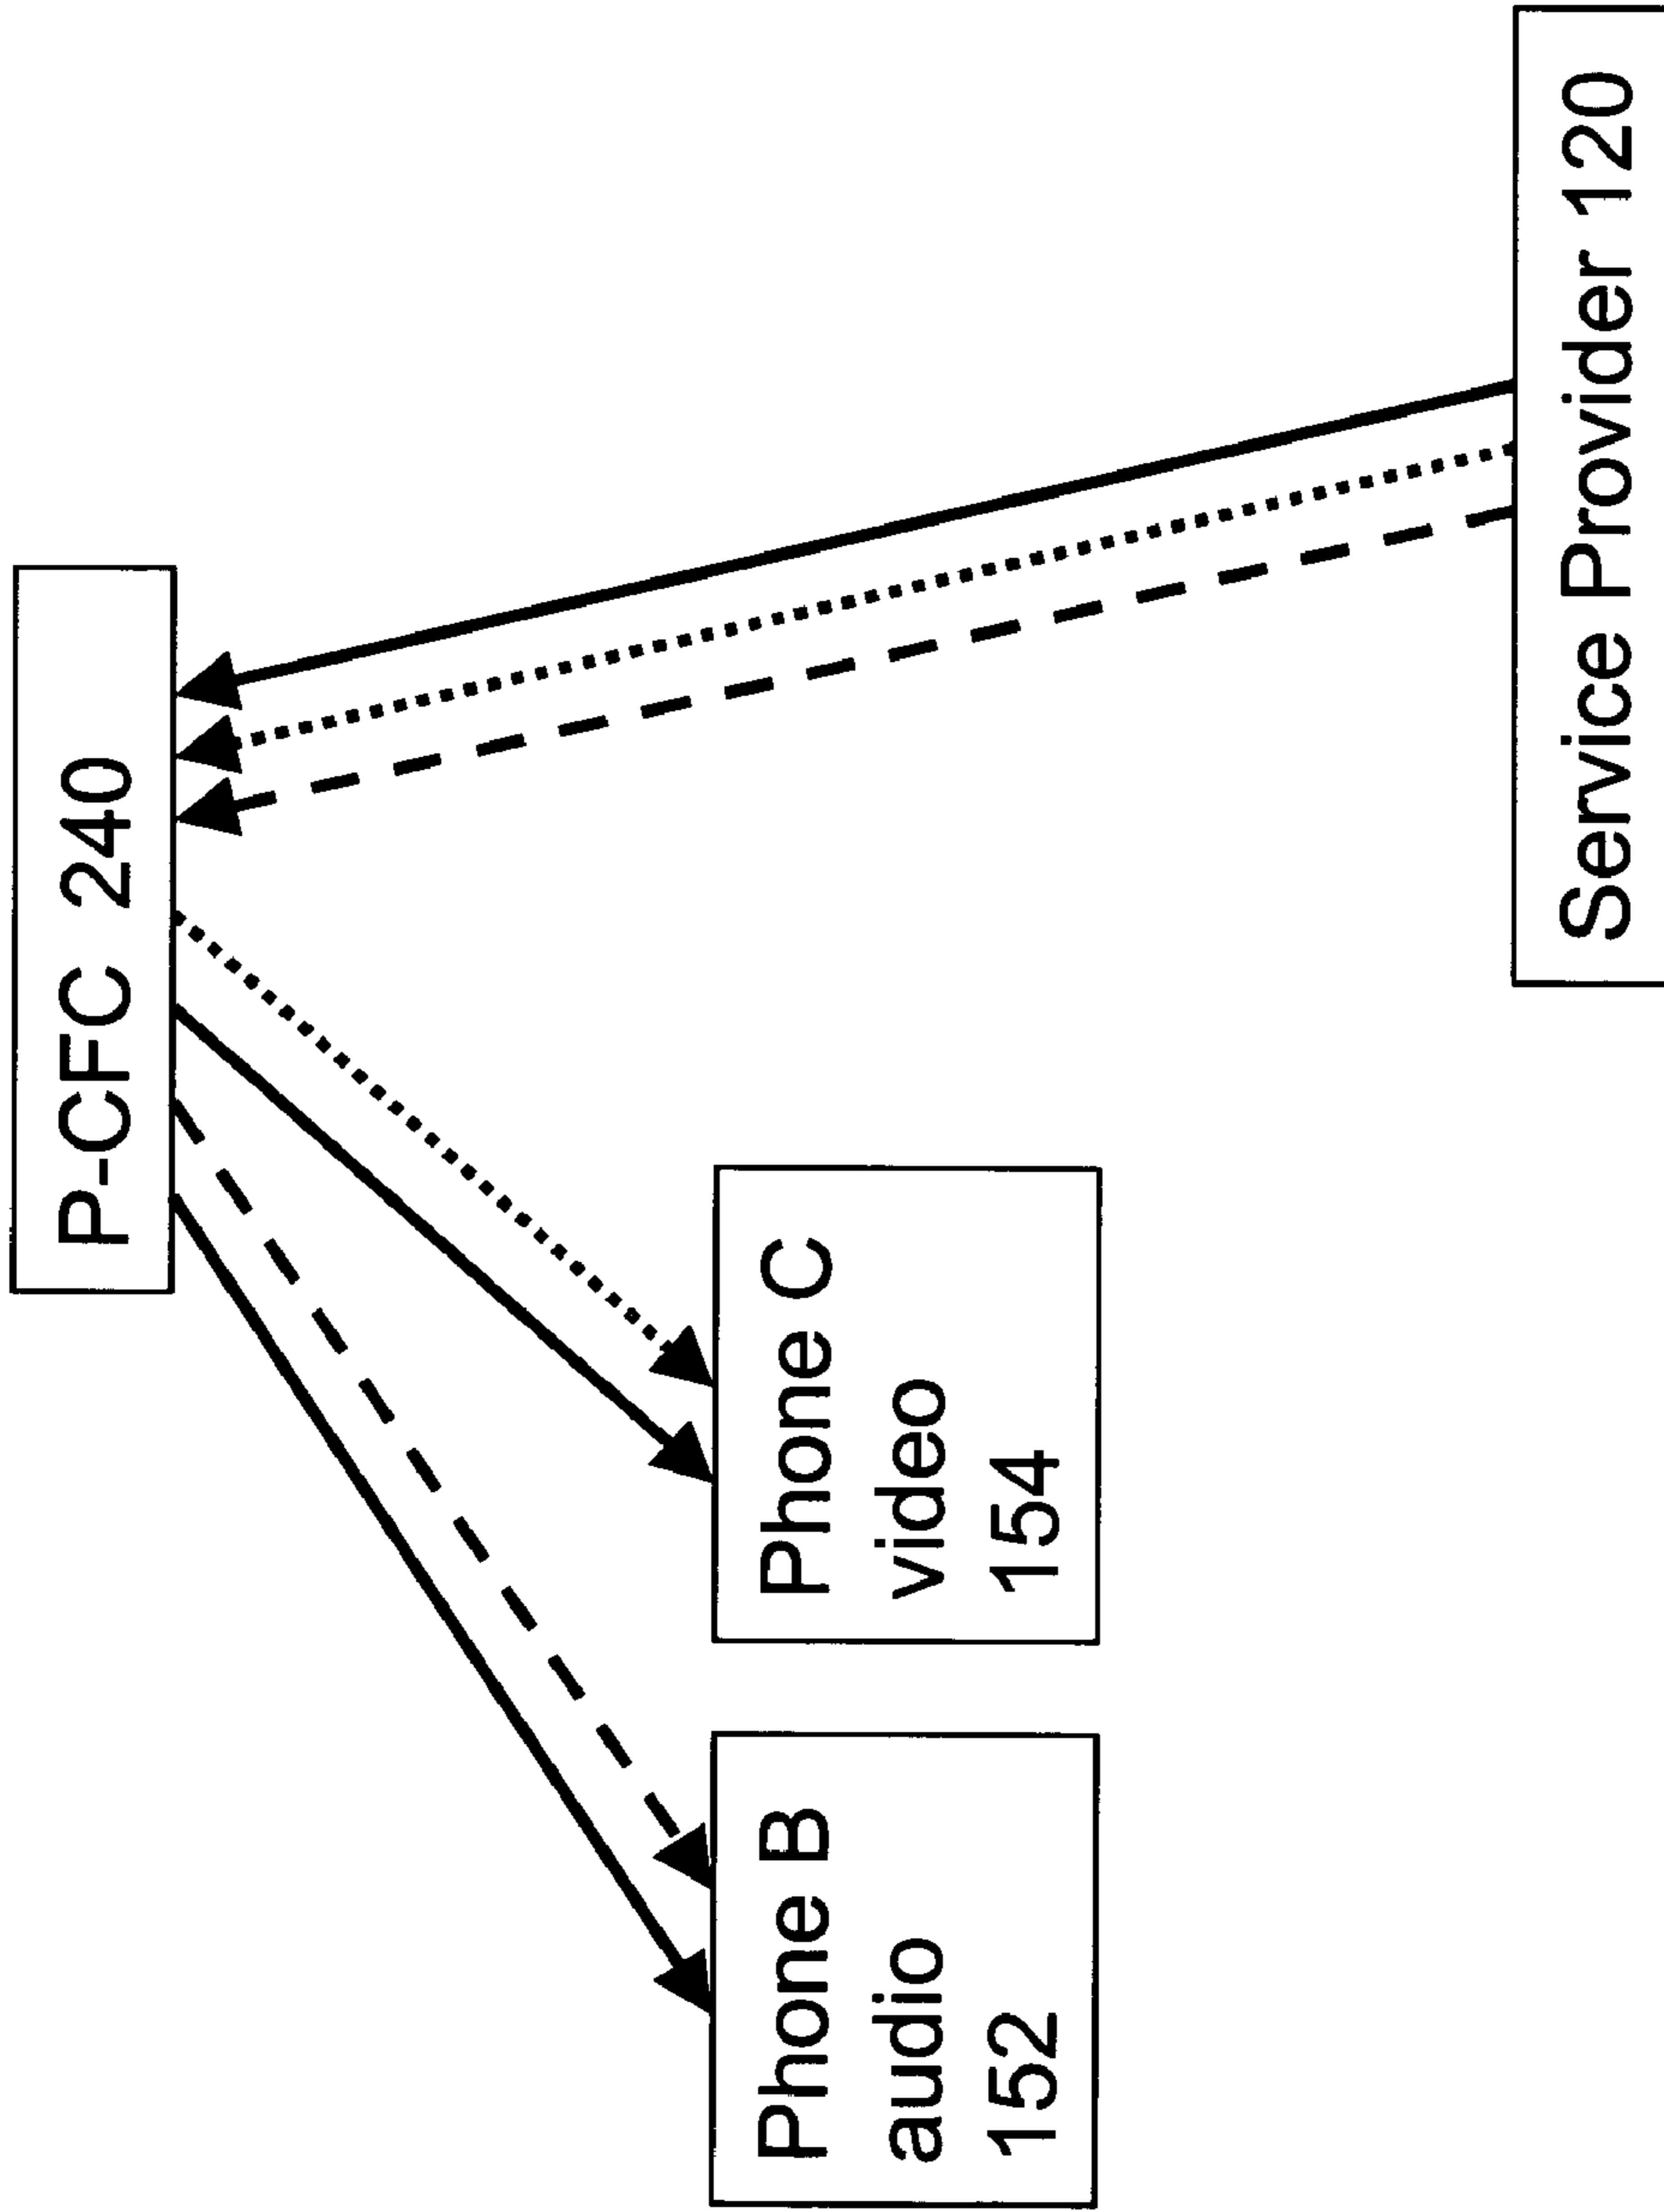 P-CFC 240
Phone B
audio
152
Phone C
video
154
Service Provider 120